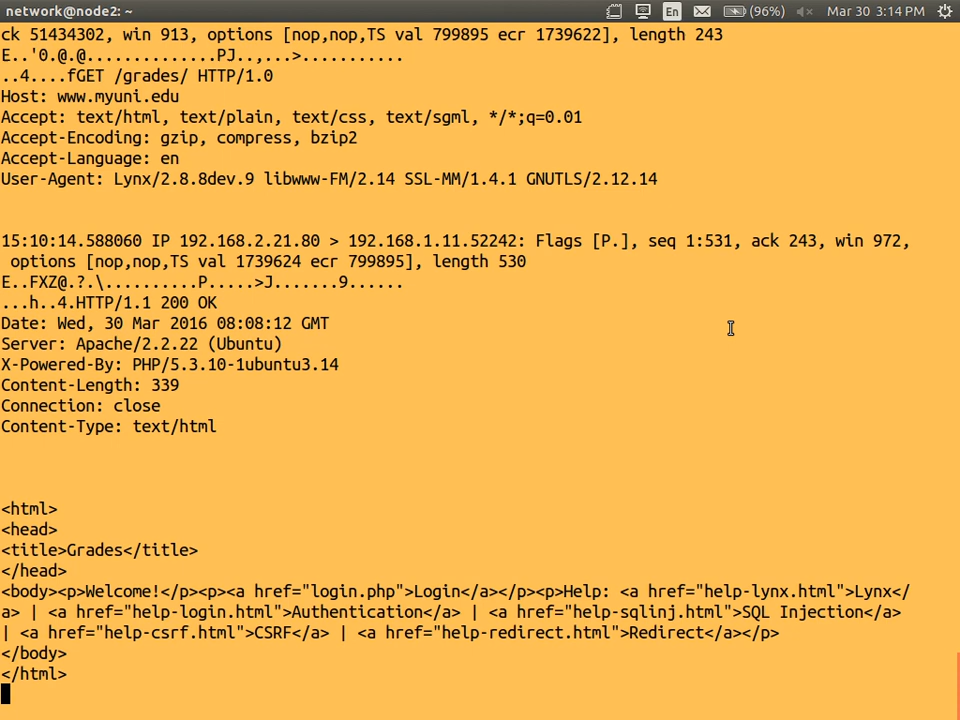 network@node2: ~
En
(96%)
Mar 30 3:14 PM
ck 51434302, win 913, options [nop,nop,TS val 799895 ecr 1739622], length 243
E..'0.@.@..............PJ..,...>...........
..4....fGET /grades/ HTTP/1.0
Host: www.myuni.edu
Accept: text/html, text/plain, text/css, text/sgml, */*;q=0.01
Accept-Encoding: gzip, compress, bzip2
Accept-Language: en
User-Agent: Lynx/2.8.8dev.9 libwww-FM/2.14 SSL-MM/1.4.1 GNUTLS/2.12.14
15:10:14.588060 IP 192.168.2.21.80 > 192.168.1.11.52242: Flags [P.], seq 1:531, ack 243, win 972,
options [nop,nop,TS val 1739624 ecr 799895], length 530
E..FXZ@.?.\..........P.....>J.......9......
...h..4.HTTP/1.1 200 OK
Date: Wed, 30 Mar 2016 08:08:12 GMT
Server: Apache/2.2.22 (Ubuntu)
X-Powered-By: PHP/5.3.10-1ubuntu3.14
Content-Length: 339
Connection: close
Content-Type: text/html
<html>
<head>
<title>Grades</title>
</head>
<body><p>Welcome!</p><p><a href="login.php">Login</a></p><p>Help: <a href="help-lynx.html">Lynx</
a> | <a href="help-login.html">Authentication</a> | <a href="help-sqlinj.html">SQL Injection</a>
| <a href="help-csrf.html">CSRF</a> | <a href="help-redirect.html">Redirect</a></p>
</body>
</html>